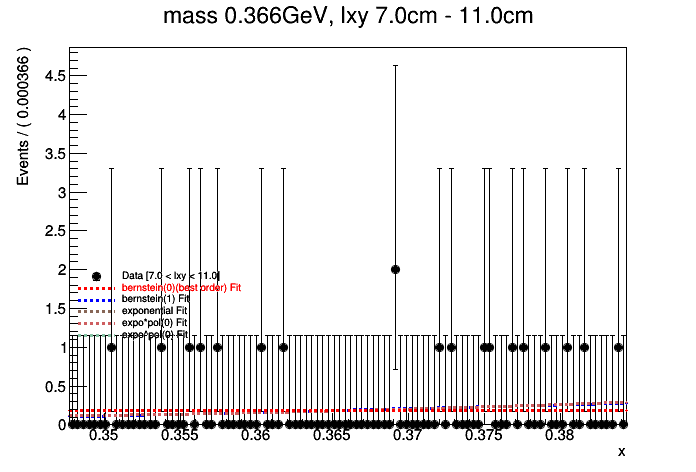 mass 0.366GeV, lxy 7.0cm - 11.0cm
Events / ( 0.000366 )
4.5
4
3.5
3
2.5
2
1.5
1
0.5
0
Data [7.0 < lxy < 11.0]
bernstein(0)(best order) Fit
bernstein(1) Fit
exponential Fit
expo*pol(0) Fit
expo*pol(0) Fit
0.35 0.355 0.36 0.365 0.37 0.375 0.38
x